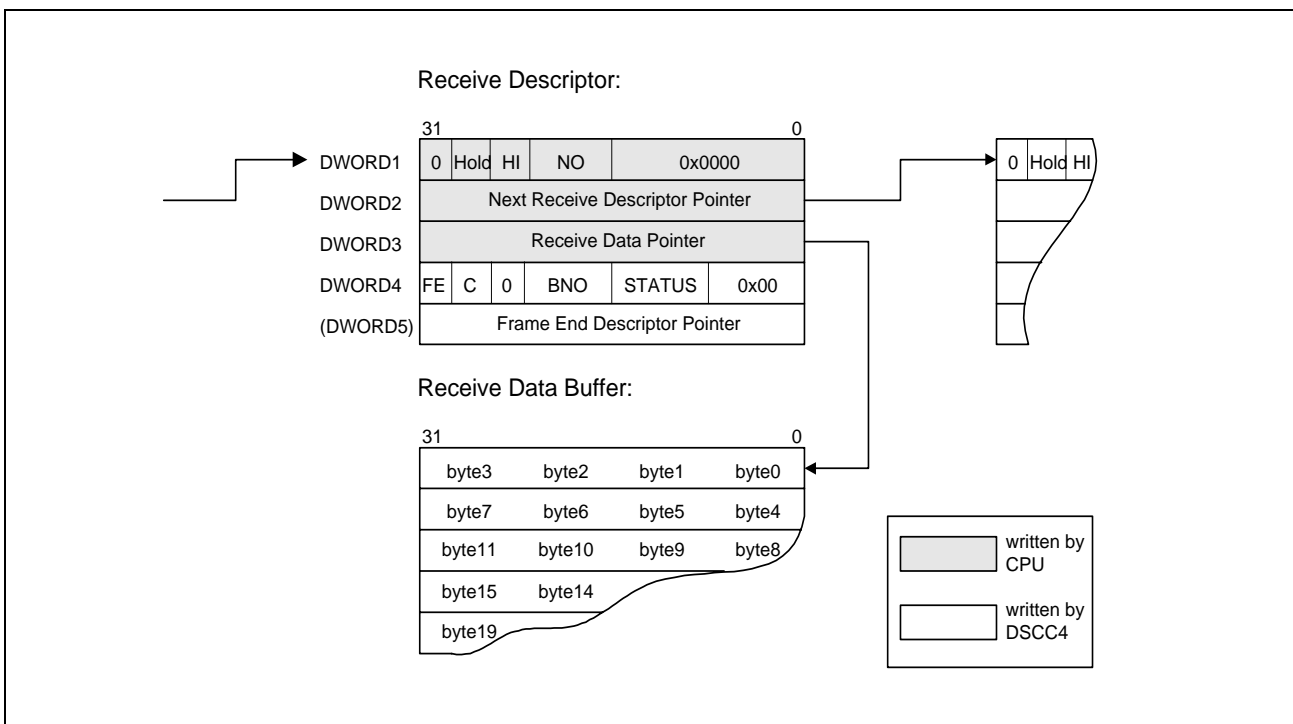 Receive Descriptor:
31 0
DWORD1 0 Hold HI NO 0x0000 0 Hold HI
DWORD2 Next Receive Descriptor Pointer
DWORD3 Receive Data Pointer
DWORD4 FE C 0 BNO STATUS 0x00
(DWORD5) Frame End Descriptor Pointer
Receive Data Buffer:
31 0
byte3 byte2 byte1 byte0
byte7 byte6 byte5 byte4
byte11 byte10 byte9 byte8
byte15 byte14
byte19
written by
CPU
written by
DSCC4